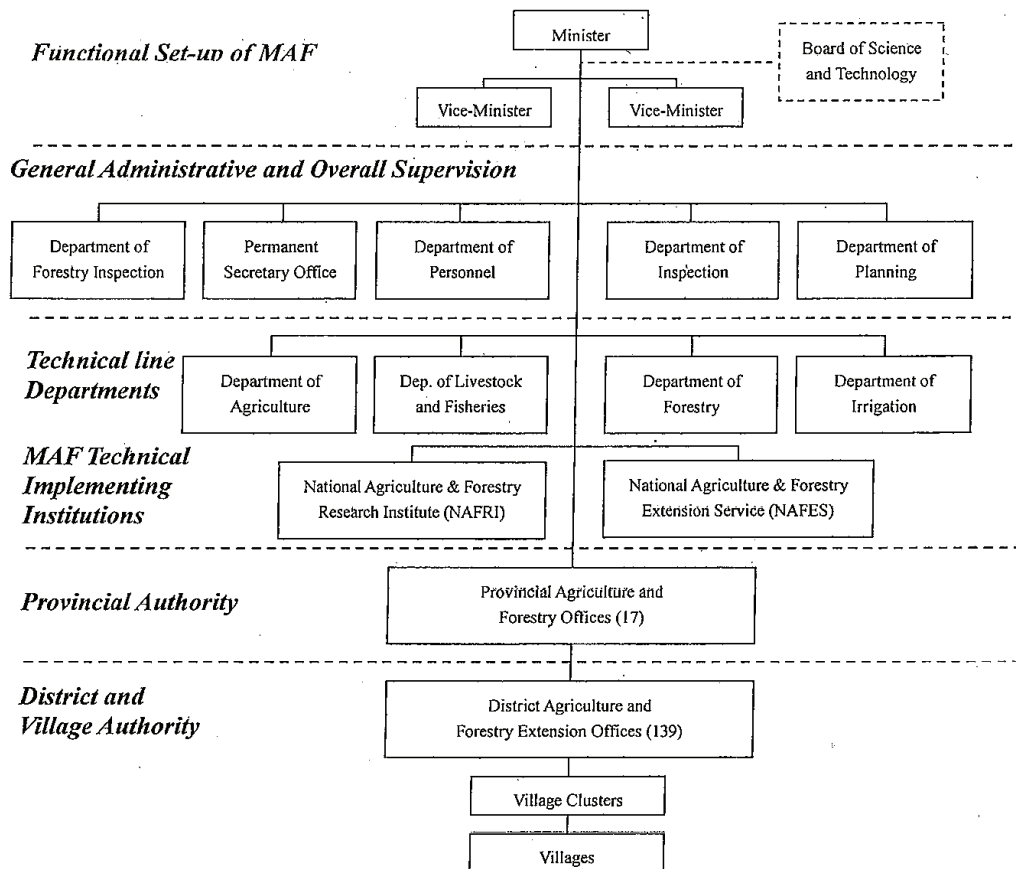 Functional Set-up of MAF
Minister
Board of Science
and Technology
Vice-Minister
Vice-Minister
General Administrative and Overall Supervision
Department of
Forestry Inspection
Permanent
Secretary Office
Department of
Personnel
Department of
Inspection
Department of
Planning
Technical line
Departments
Department of
Agriculture
Dep. of Livestock
and Fisheries
Department of
Forestry
Department of
Irrigation
MAF Technical
Implementing
Institutions
National Agriculture & Forestry
Research Institute (NAFRI)
National Agriculture & Forestry
Extension Service (NAFES)
Provincial Authority
Provincial Agriculture and
Forestry Offices (17)
District and
Village Authority
District Agriculture and
Forestry Extension Offices (139)
Village Clusters
Villages